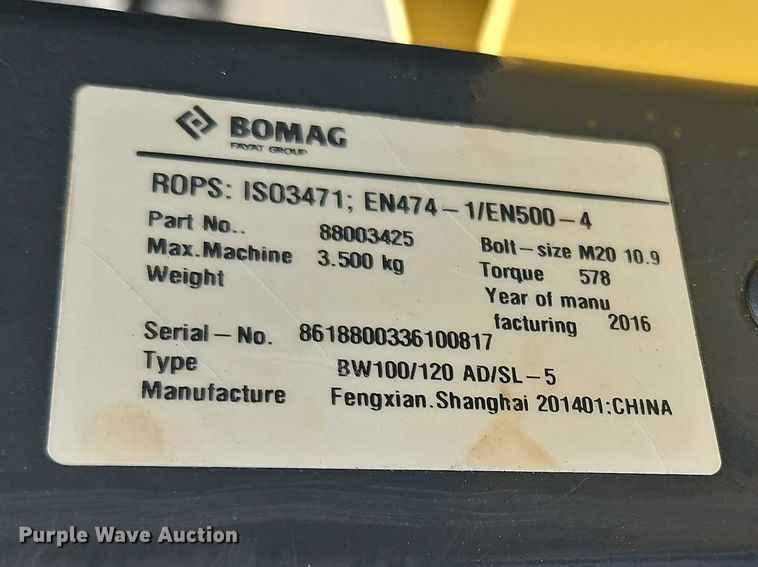 BOMAG
FAYAT GROUP
ROPS: ISO3471; EN474-1/EN500-4
Part No.. 88003425
Bolt-size M20 10.9
Max.Machine 3.500 kg
Weight
Torque 578
Year of manu
facturing 2016
Serial-No. 8618800336100817
Type BW100/120 AD/SL-5
Manufacture Fengxian.Shanghai 201401:CHINA
Purple Wave Auction